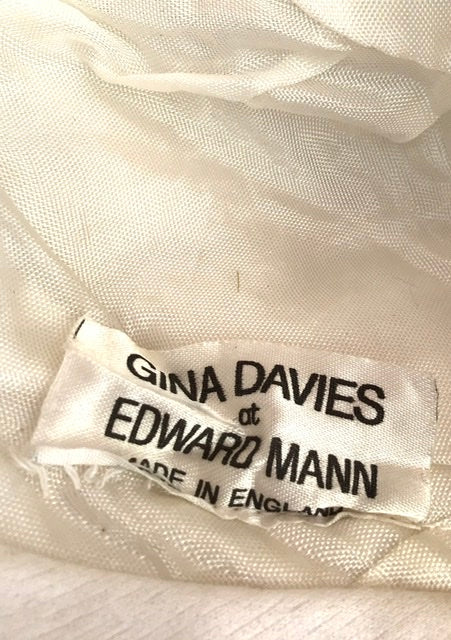 GINA DAVIES
at
EDWARD MANN
MADE IN ENGLAND